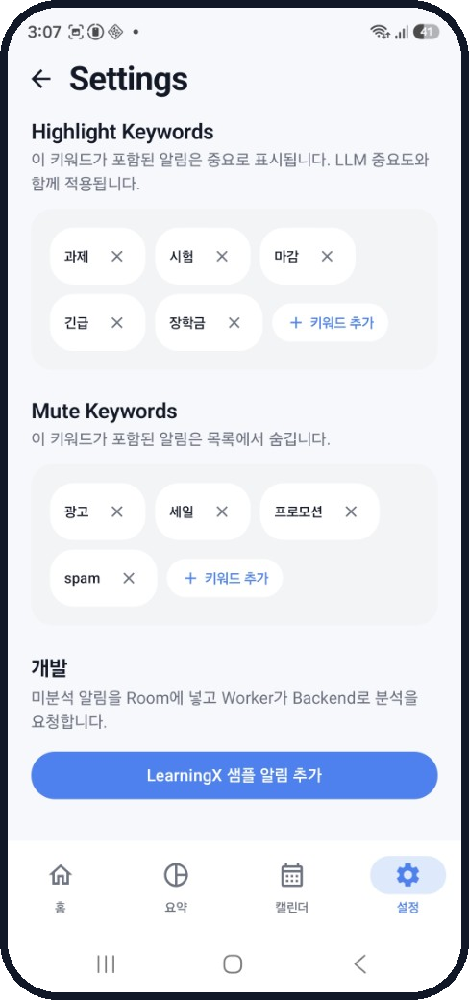 3:07
41
Settings
Highlight Keywords
이 키워드가 포함된 알림은 중요로 표시됩니다. LLM 중요도와
함께 적용됩니다.
과제 시험 마감
긴급 장학금 + 키워드 추가
Mute Keywords
이 키워드가 포함된 알림은 목록에서 숨깁니다.
광고 세일 프로모션
spam + 키워드 추가
개발
미분석 알림을 Room에 넣고 Worker가 Backend로 분석을
요청합니다.
LearningX 샘플 알림 추가
홈 요약 캘린더 설정